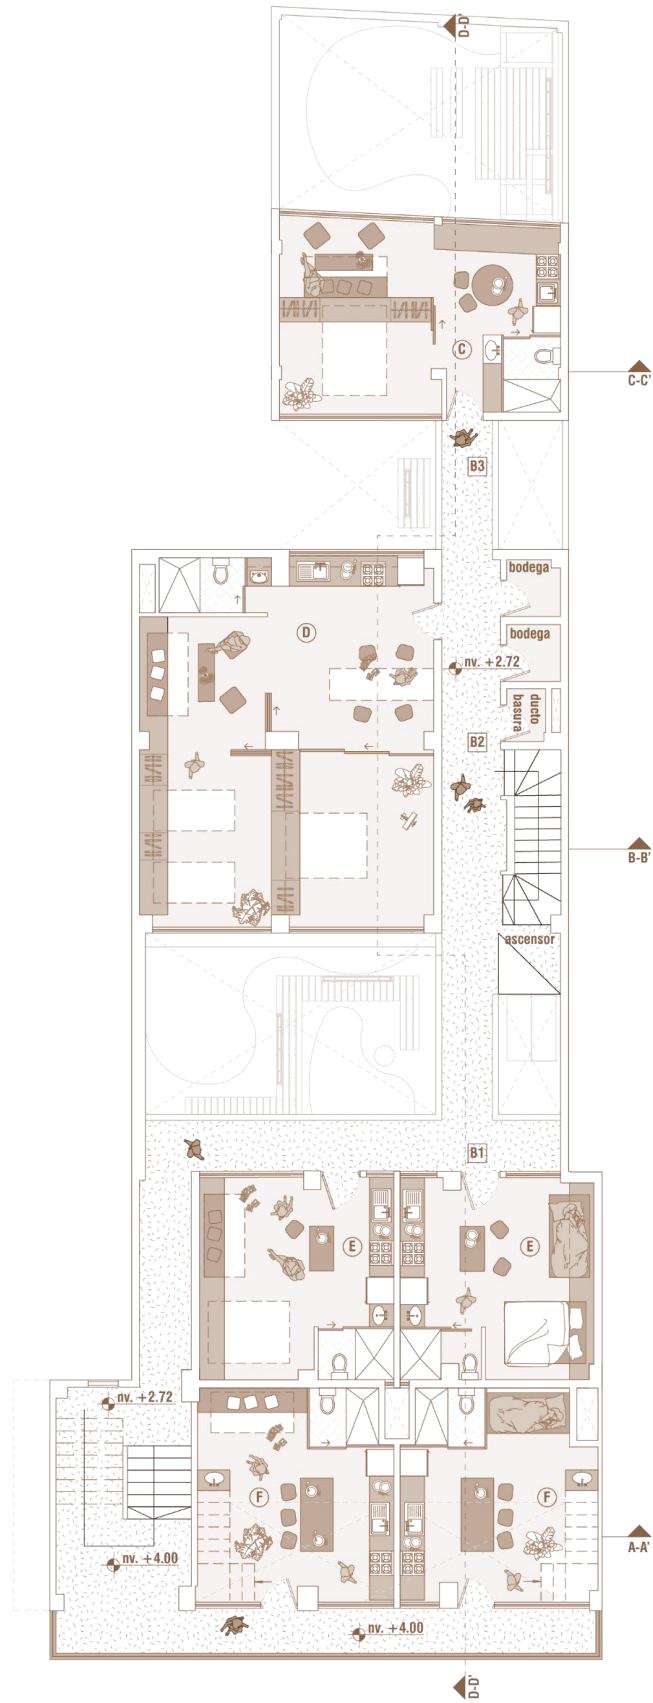 D-D'
C
C-C'
B3
bodega
D
bodega
nv. +2.72
ducto
basura
B2
B-B'
ascensor
B1
E
E
nv. +2.72
F
F
A-A'
nv. +4.00
nv. +4.00
D-D'